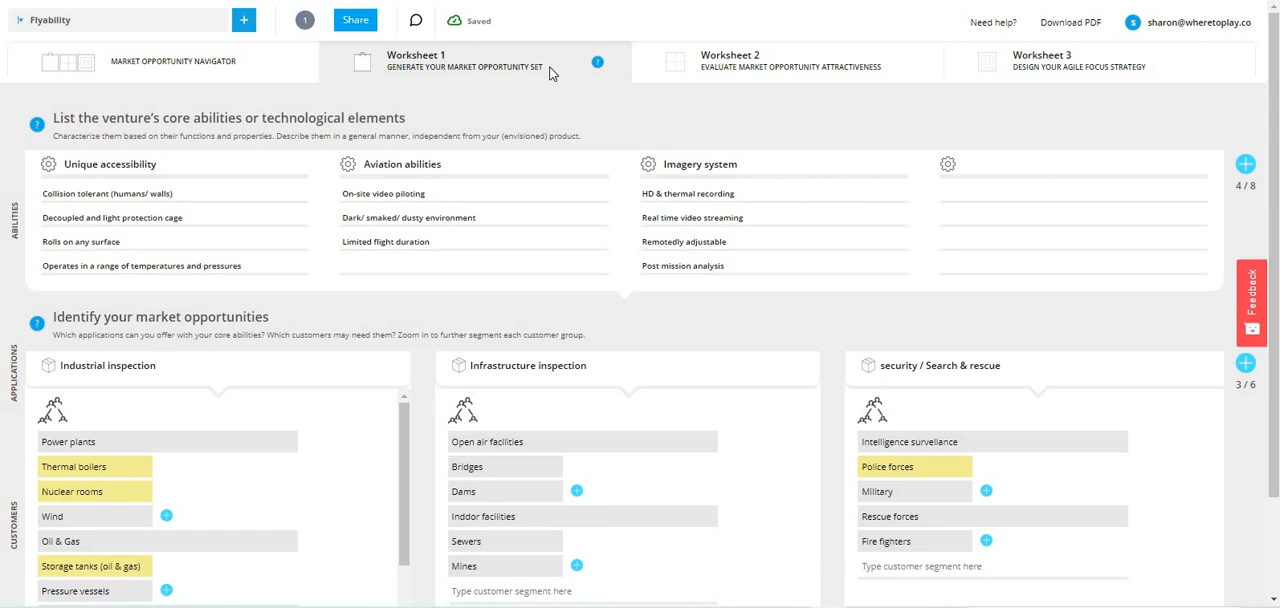 Flyability
+
1
Share
Saved
Need help?
Download PDF
S
sharon@wheretoplay.co
MARKET OPPORTUNITY NAVIGATOR
Worksheet 1
GENERATE YOUR MARKET OPPORTUNITY SET
?
Worksheet 2
EVALUATE MARKET OPPORTUNITY ATTRACTIVENESS
Worksheet 3
DESIGN YOUR AGILE FOCUS STRATEGY
?
List the venture's core abilities or technological elements
Characterize them based on their functions and properties. Describe them in a general manner, independent from your (envisioned) product.
ABILITIES
Unique accessibility
Collision tolerant (humans/ walls)
Decoupled and light protection cage
Rolls on any surface
Operates in a range of temperatures and pressures
Aviation abilities
On-site video piloting
Dark/ smaked/ dusty environment
Limited flight duration
Imagery system
HD & thermal recording
Real time video streaming
Remotedly adjustable
Post mission analysis
+
4 / 8
Feedback
?
Identify your market opportunities
Which applications can you offer with your core abilities? Which customers may need them? Zoom in to further segment each customer group.
APPLICATIONS
Industrial inspection
Infrastructure inspection
security / Search & rescue
+
3 / 6
CUSTOMERS
Power plants
Thermal boilers
Nuclear rooms
Wind
+
Oil & Gas
Storage tanks (oil & gas)
Pressure vessels
+
Open air facilities
Bridges
Dams
+
Inddor facilities
Sewers
Mines
+
Type customer segment here
Intelligence surveliance
Police forces
Military
+
Rescue forces
Fire fighters
+
Type customer segment here